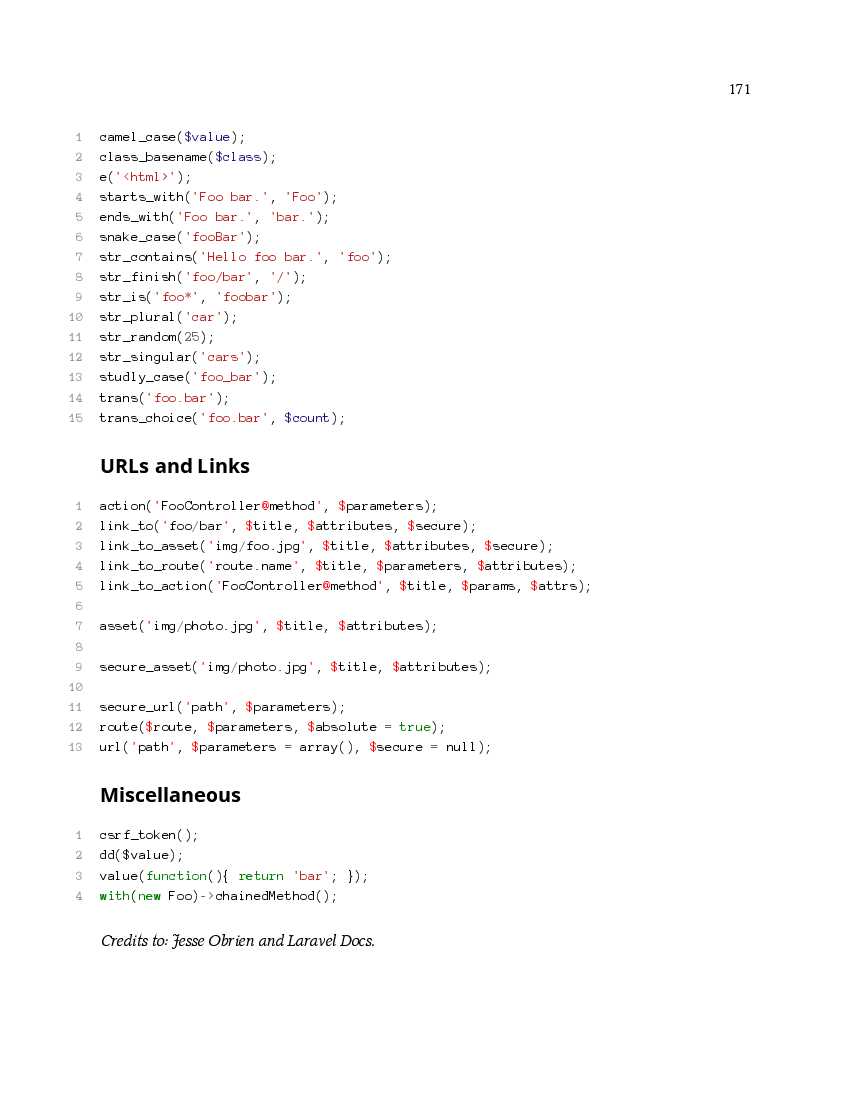 171
1 camel_case($value);
2 class_basename($class);
3 e('<html>');
4 starts_with('Foo bar.', 'Foo');
5 ends_with('Foo bar.', 'bar.');
6 snake_case('fooBar');
7 str_contains('Hello foo bar.', 'foo');
8 str_finish('foo/bar', '/');
9 str_is('foo*', 'foobar');
10 str_plural('car');
11 str_random(25);
12 str_singular('cars');
13 studly_case('foo_bar');
14 trans('foo.bar');
15 trans_choice('foo.bar', $count);
URLs and Links
1 action('FooController@method', $parameters);
2 link_to('foo/bar', $title, $attributes, $secure);
3 link_to_asset('img/foo.jpg', $title, $attributes, $secure);
4 link_to_route('route.name', $title, $parameters, $attributes);
5 link_to_action('FooController@method', $title, $params, $attrs);
6
7 asset('img/photo.jpg', $title, $attributes);
8
9 secure_asset('img/photo.jpg', $title, $attributes);
10
11 secure_url('path', $parameters);
12 route($route, $parameters, $absolute = true);
13 url('path', $parameters = array(), $secure = null);
Miscellaneous
1 csrf_token();
2 dd($value);
3 value(function(){ return 'bar'; });
4 with(new Foo)->chainedMethod();
Credits to: Jesse Obrien and Laravel Docs.